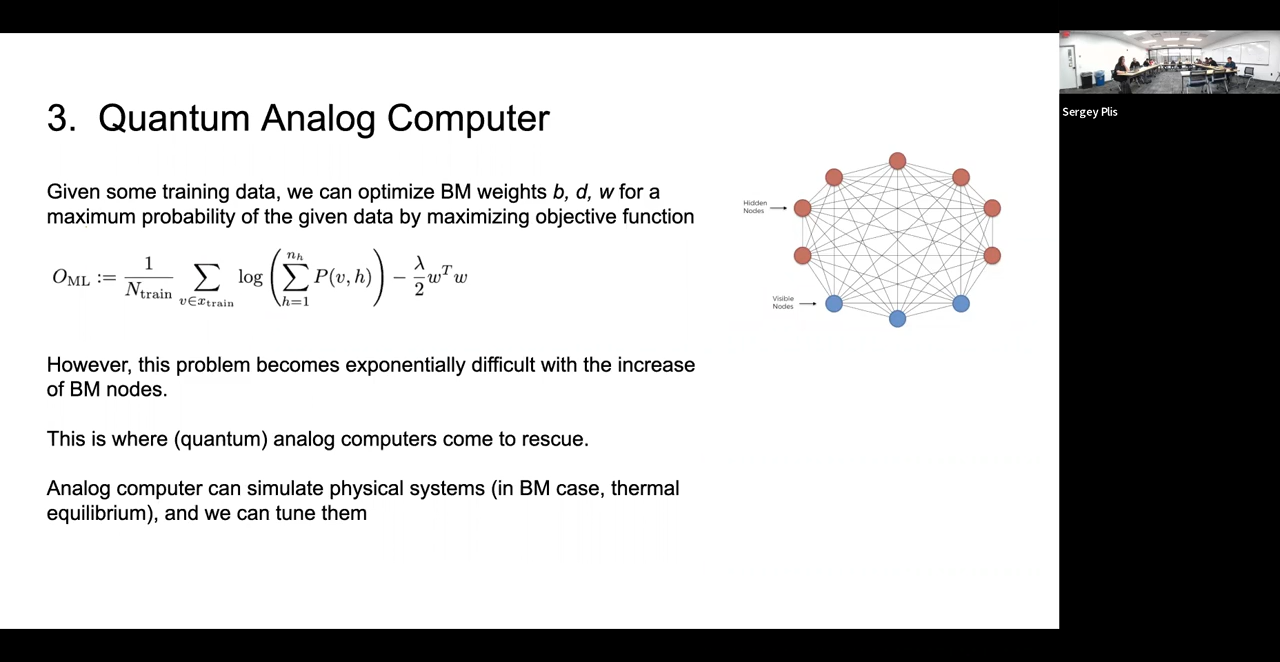 3. Quantum Analog Computer
Given some training data, we can optimize BM weights b, d, w for a
maximum probability of the given data by maximizing objective function
O_ML := 1/N_train ∑_{v∈x_train} log(∑_{h=1}^{n_h} P(v, h)) − λ/2 w^T w
However, this problem becomes exponentially difficult with the increase
of BM nodes.
This is where (quantum) analog computers come to rescue.
Analog computer can simulate physical systems (in BM case, thermal
equilibrium), and we can tune them
Hidden
Nodes
Visible
Nodes
Sergey Plis